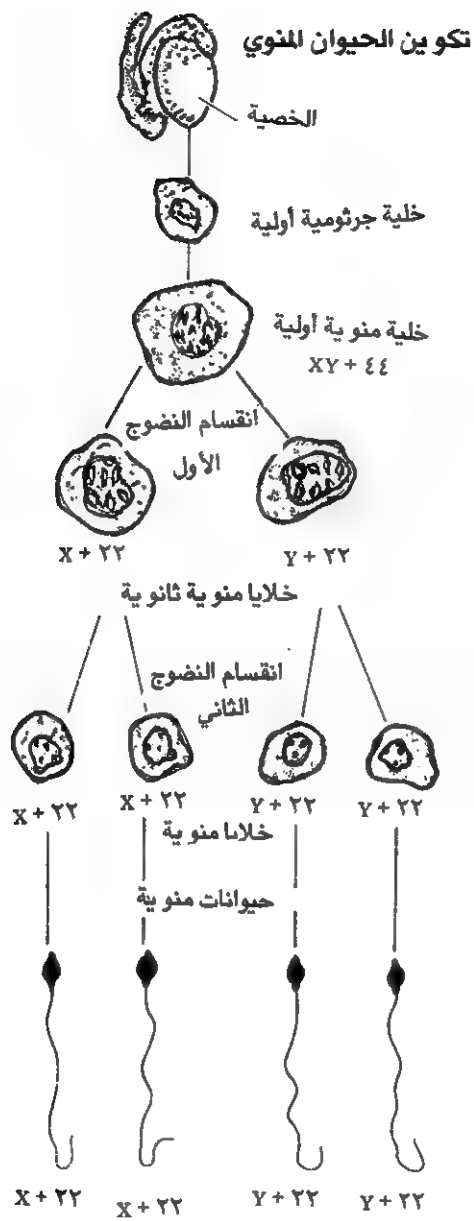 تكوين الحيوان المنوي
الخصية
خلية جرثومية أولية
خلية منوية أولية
XY + ٤٤
انقسام النضوج
الأول
X + ٢٢
Y + ٢٢
خلايا منوية ثانوية
انقسام النضوج
الثاني
X + ٢٢
X + ٢٢
Y + ٢٢
Y + ٢٢
خلايا منوية
حيوانات منوية
X + ٢٢
X + ٢٢
Y + ٢٢
Y + ٢٢